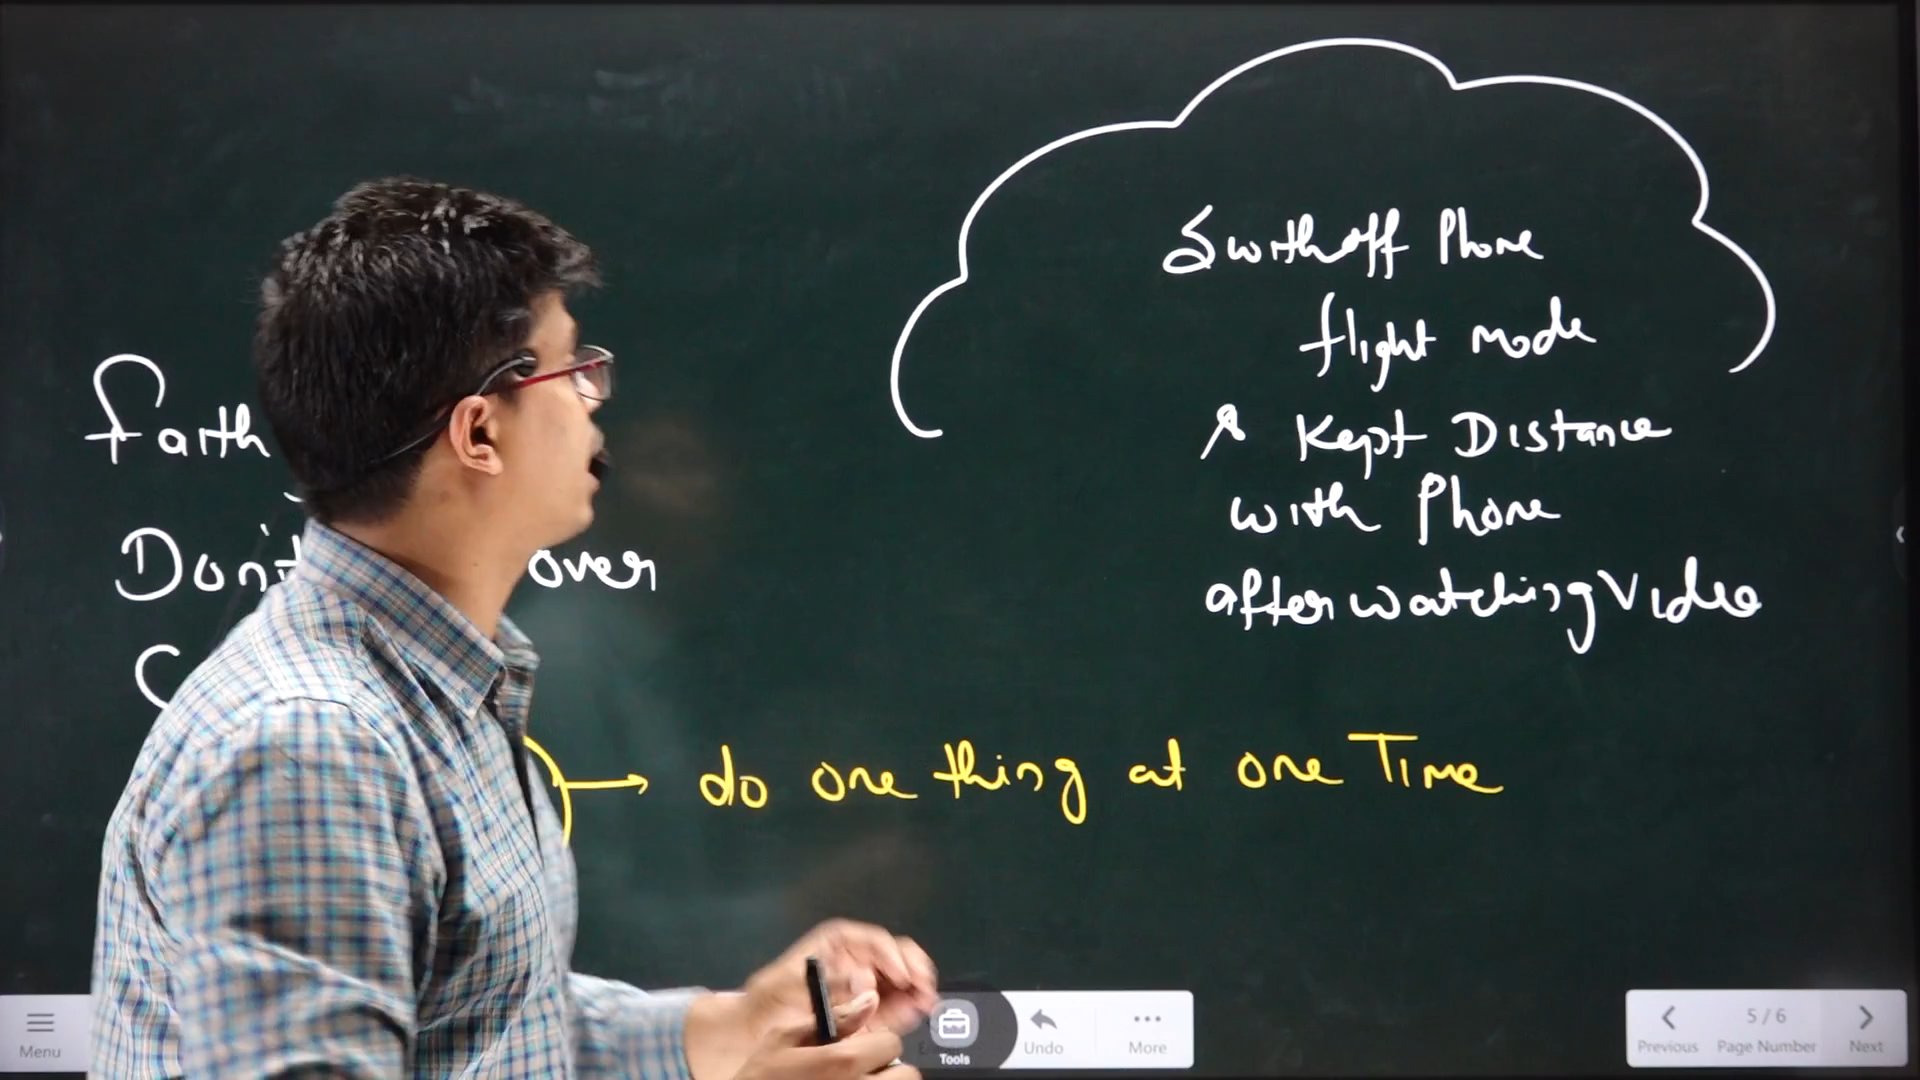 Swithoff Phone
flight mode
& Kept Distance
with Phone
after watching Video
Faith
Don't over
do one thing at one Time
Menu
Tools
Undo
More
Previous
5 / 6
Page Number
Next